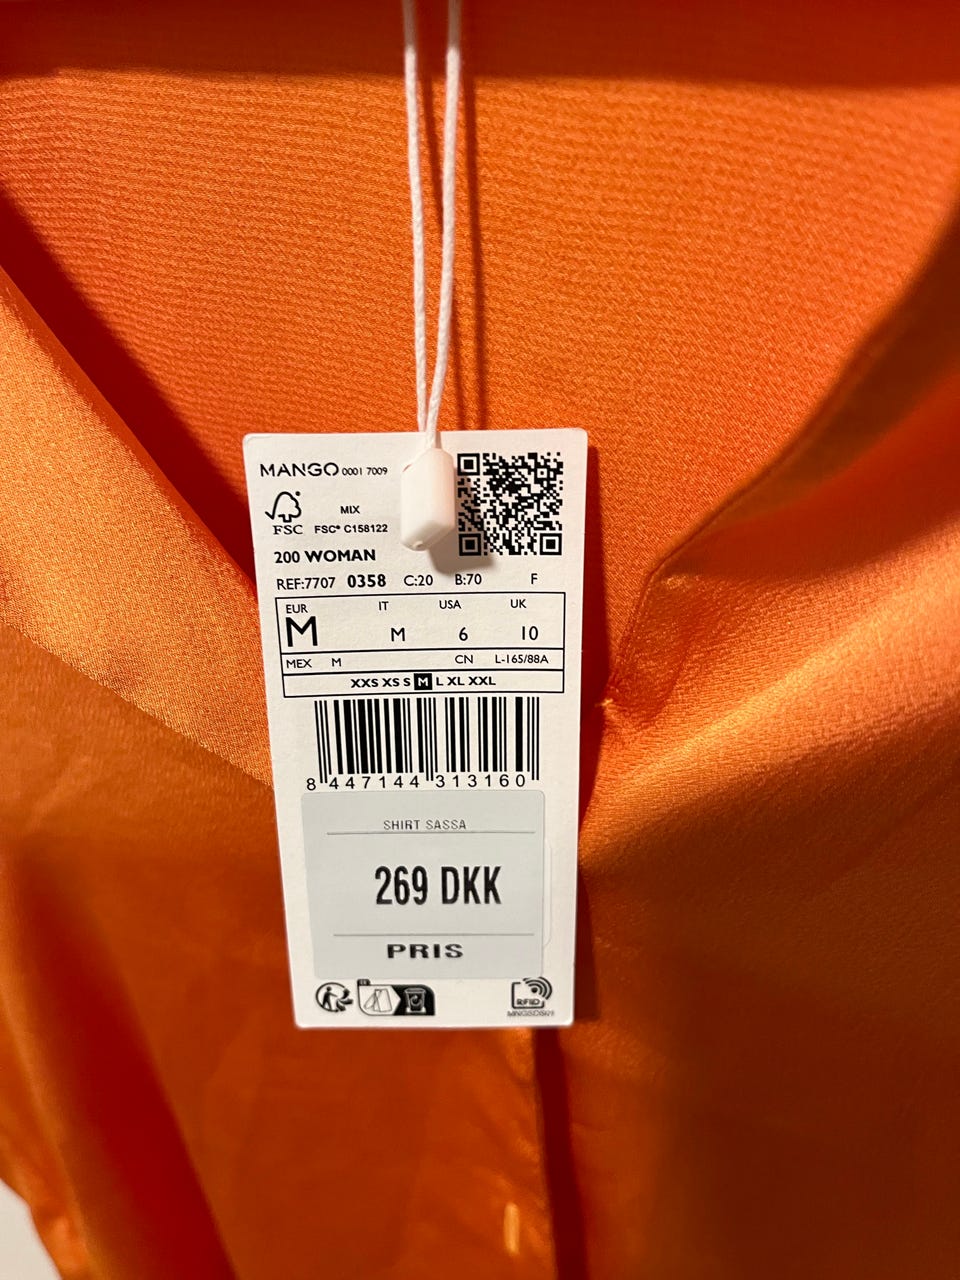 MANGO 0001 7009
MIX
FSC FSC® C158122
200 WOMAN
REF:7707 0358 C:20 B:70 F
EUR IT USA UK
M M 6 10
MEX M CN L-165/88A
XXS XS S M L XL XXL
8 447144 313160
SHIRT SASSA
269 DKK
PRIS
RFID